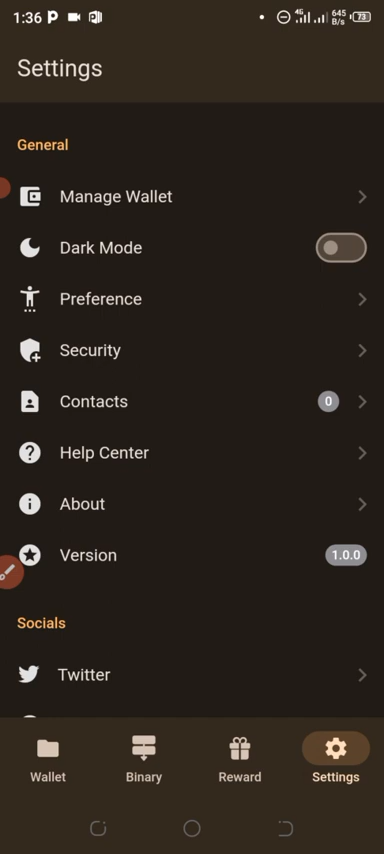 1:36
4G
645
B/s
73
Settings
General
Manage Wallet
Dark Mode
Preference
Security
Contacts
0
Help Center
About
Version
1.0.0
Socials
Twitter
Wallet
Binary
Reward
Settings